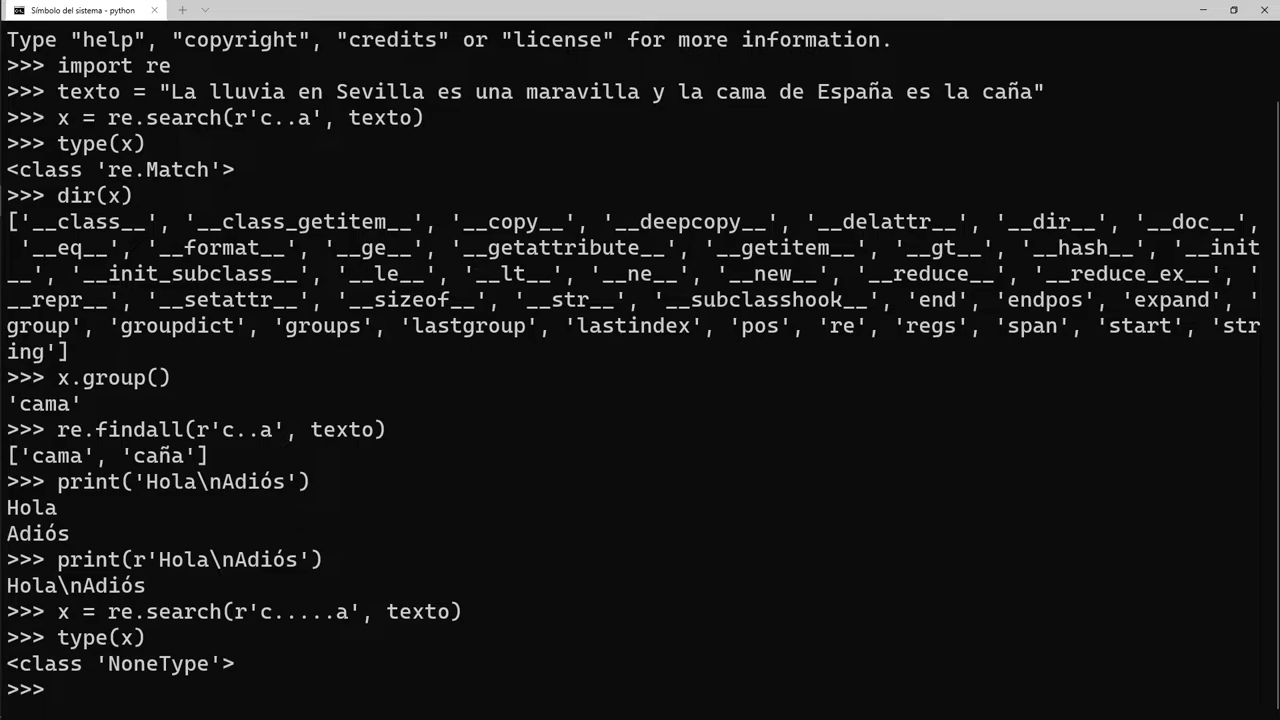 Símbolo del sistema - python
Type "help", "copyright", "credits" or "license" for more information.
>>> import re
>>> texto = "La lluvia en Sevilla es una maravilla y la cama de España es la caña"
>>> x = re.search(r'c..a', texto)
>>> type(x)
<class 're.Match'>
>>> dir(x)
['__class__', '__class_getitem__', '__copy__', '__deepcopy__', '__delattr__', '__dir__', '__doc__',
 '__eq__', '__format__', '__ge__', '__getattribute__', '__getitem__', '__gt__', '__hash__', '__init
__', '__init_subclass__', '__le__', '__lt__', '__ne__', '__new__', '__reduce__', '__reduce_ex__', '
__repr__', '__setattr__', '__sizeof__', '__str__', '__subclasshook__', 'end', 'endpos', 'expand', '
group', 'groupdict', 'groups', 'lastgroup', 'lastindex', 'pos', 're', 'regs', 'span', 'start', 'str
ing']
>>> x.group()
'cama'
>>> re.findall(r'c..a', texto)
['cama', 'caña']
>>> print('Hola\nAdiós')
Hola
Adiós
>>> print(r'Hola\nAdiós')
Hola\nAdiós
>>> x = re.search(r'c.....a', texto)
>>> type(x)
<class 'NoneType'>
>>>